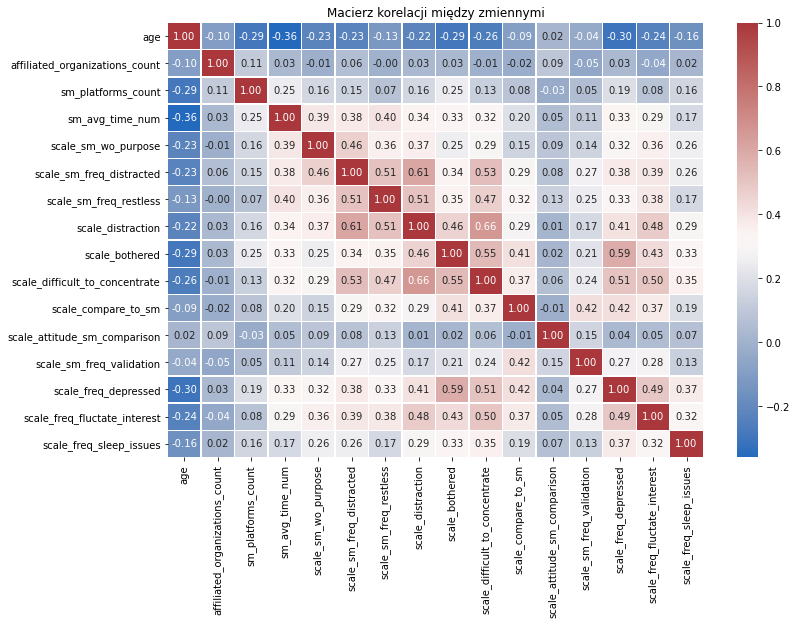 Macierz korelacji między zmiennymi
age 1.00 -0.10 -0.29 -0.36 -0.23 -0.23 -0.13 -0.22 -0.29 -0.26 -0.09 0.02 -0.04 -0.30 -0.24 -0.16
affiliated_organizations_count -0.10 1.00 0.11 0.03 -0.01 0.06 -0.00 0.03 0.03 -0.01 -0.02 0.09 -0.05 0.03 -0.04 0.02
sm_platforms_count -0.29 0.11 1.00 0.25 0.16 0.15 0.07 0.16 0.25 0.13 0.08 -0.03 0.05 0.19 0.08 0.16
sm_avg_time_num -0.36 0.03 0.25 1.00 0.39 0.38 0.40 0.34 0.33 0.32 0.20 0.05 0.11 0.33 0.29 0.17
scale_sm_wo_purpose -0.23 -0.01 0.16 0.39 1.00 0.46 0.36 0.37 0.25 0.29 0.15 0.09 0.14 0.32 0.36 0.26
scale_sm_freq_distracted -0.23 0.06 0.15 0.38 0.46 1.00 0.51 0.61 0.34 0.53 0.29 0.08 0.27 0.38 0.39 0.26
scale_sm_freq_restless -0.13 -0.00 0.07 0.40 0.36 0.51 1.00 0.51 0.35 0.47 0.32 0.13 0.25 0.33 0.38 0.17
scale_distraction -0.22 0.03 0.16 0.34 0.37 0.61 0.51 1.00 0.46 0.66 0.29 0.01 0.17 0.41 0.48 0.29
scale_bothered -0.29 0.03 0.25 0.33 0.25 0.34 0.35 0.46 1.00 0.55 0.41 0.02 0.21 0.59 0.43 0.33
scale_difficult_to_concentrate -0.26 -0.01 0.13 0.32 0.29 0.53 0.47 0.66 0.55 1.00 0.37 0.06 0.24 0.51 0.50 0.35
scale_compare_to_sm -0.09 -0.02 0.08 0.20 0.15 0.29 0.32 0.29 0.41 0.37 1.00 -0.01 0.42 0.42 0.37 0.19
scale_attitude_sm_comparison 0.02 0.09 -0.03 0.05 0.09 0.08 0.13 0.01 0.02 0.06 -0.01 1.00 0.15 0.04 0.05 0.07
scale_sm_freq_validation -0.04 -0.05 0.05 0.11 0.14 0.27 0.25 0.17 0.21 0.24 0.42 0.15 1.00 0.27 0.28 0.13
scale_freq_depressed -0.30 0.03 0.19 0.33 0.32 0.38 0.33 0.41 0.59 0.51 0.42 0.04 0.27 1.00 0.49 0.37
scale_freq_fluctate_interest -0.24 -0.04 0.08 0.29 0.36 0.39 0.38 0.48 0.43 0.50 0.37 0.05 0.28 0.49 1.00 0.32
scale_freq_sleep_issues -0.16 0.02 0.16 0.17 0.26 0.26 0.17 0.29 0.33 0.35 0.19 0.07 0.13 0.37 0.32 1.00
age
affiliated_organizations_count
sm_platforms_count
sm_avg_time_num
scale_sm_wo_purpose
scale_sm_freq_distracted
scale_sm_freq_restless
scale_distraction
scale_bothered
scale_difficult_to_concentrate
scale_compare_to_sm
scale_attitude_sm_comparison
scale_sm_freq_validation
scale_freq_depressed
scale_freq_fluctate_interest
scale_freq_sleep_issues
1.0
0.8
0.6
0.4
0.2
0.0
−0.2